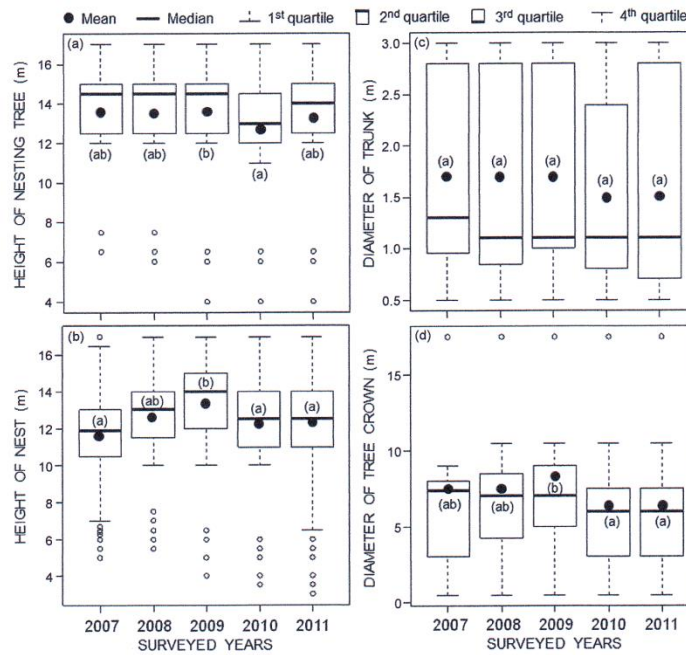 Mean Median 1st quartile 2nd quartile 3rd quartile 4th quartile
(a)
HEIGHT OF NESTING TREE (m)
16
14
12
10
8
6
4
(ab) (ab) (b) (a) (ab)
(c)
DIAMETER OF TRUNK (m)
3.0
2.5
2.0
1.5
1.0
0.5
(a) (a) (a) (a) (a)
(b)
HEIGHT OF NEST (m)
16
14
12
10
8
6
4
(a) (ab) (b) (a) (a)
2007 2008 2009 2010 2011
SURVEYED YEARS
(d)
DIAMETER OF TREE CROWN (m)
15
10
5
0
(ab) (ab) (b) (a) (a)
2007 2008 2009 2010 2011
SURVEYED YEARS